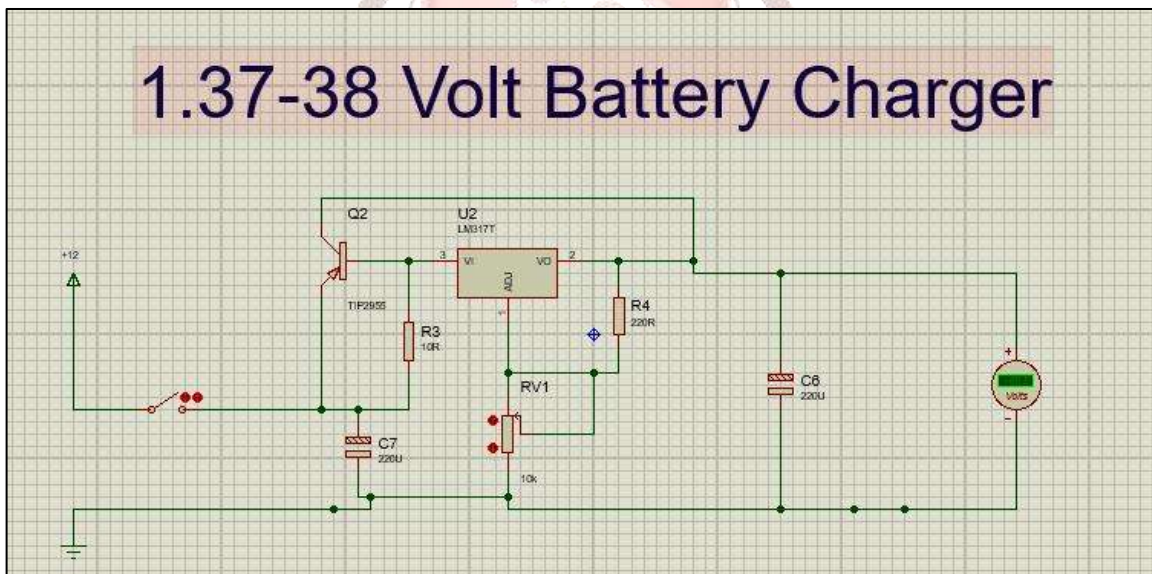 1.37-38 Volt Battery Charger
Q2
U2
LM317T
+12
3
VI
VO
2
ADJ
1
TIP2955
R4
220R
R3
10R
RV1
C6
220U
Volts
+
-
C7
220U
10k